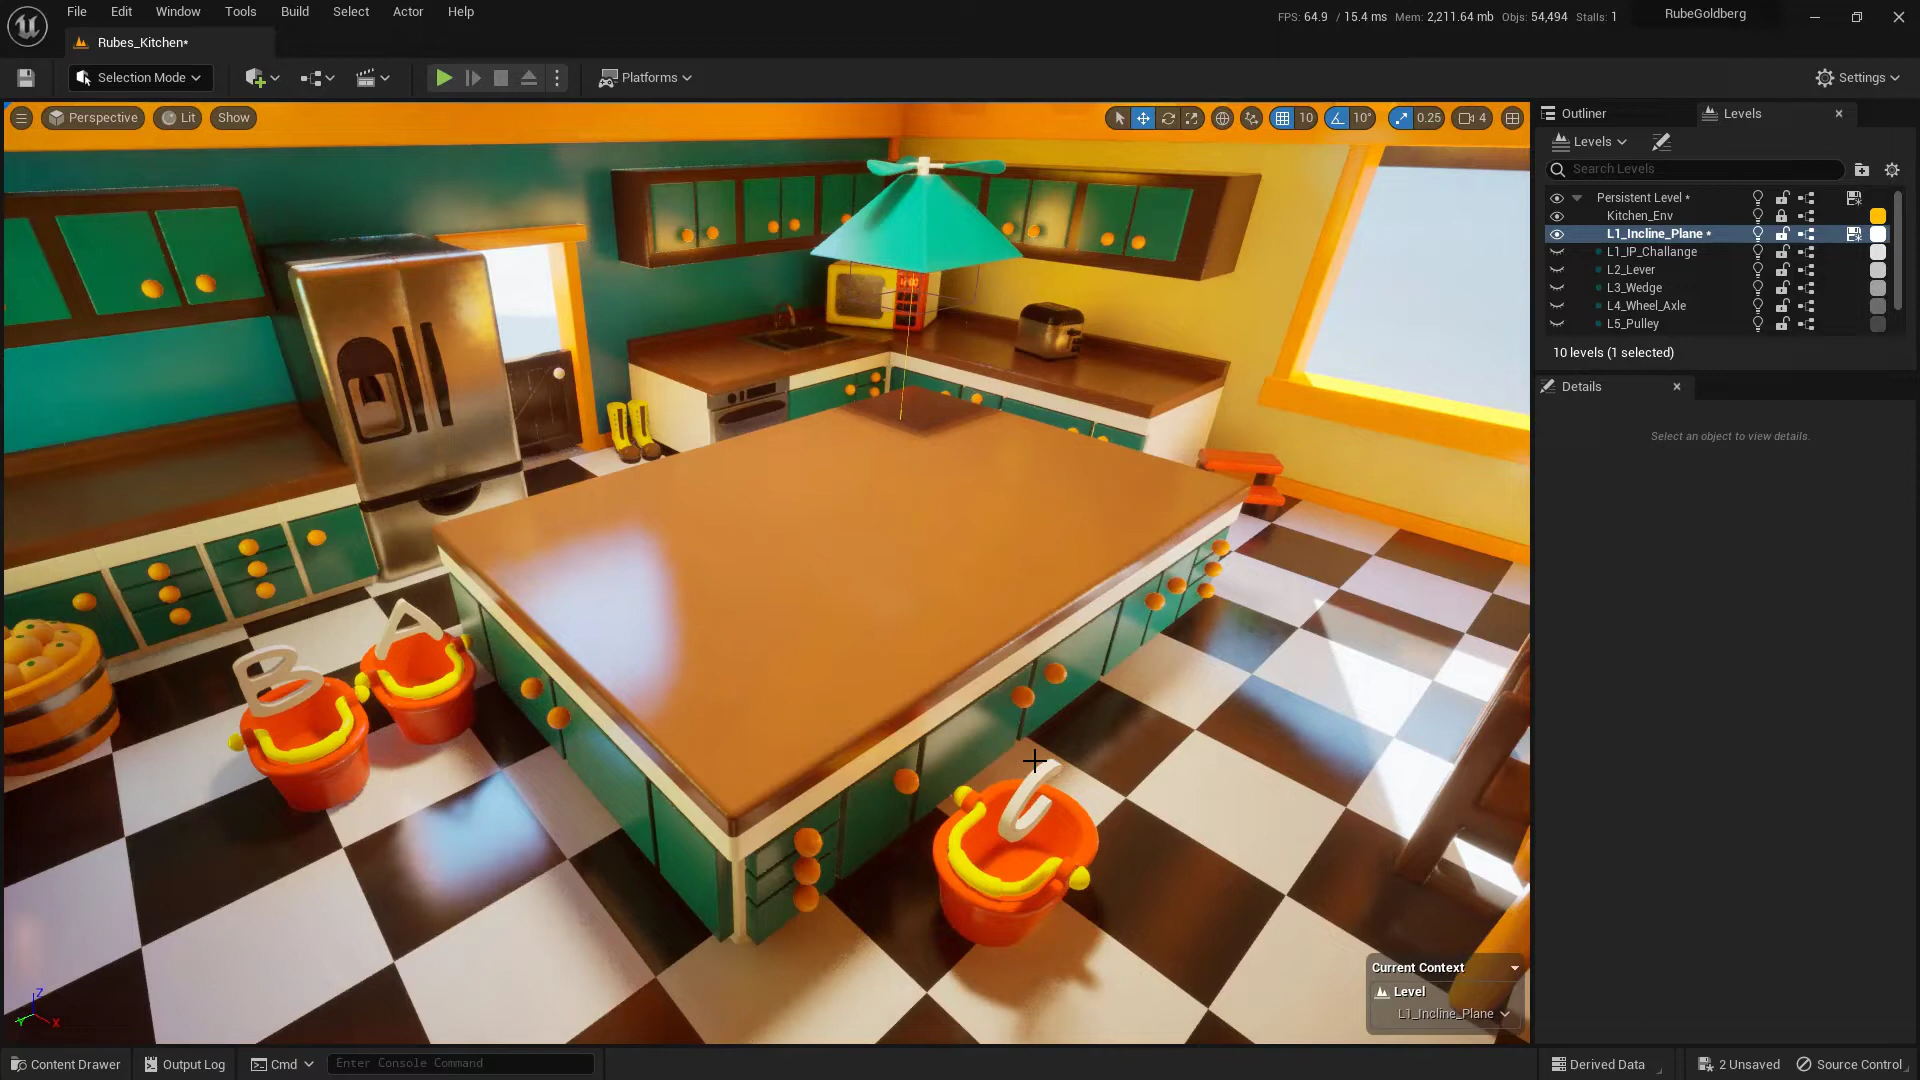 File Edit Window Tools Build Select Actor Help
FPS: 64.9 / 15.4 ms Mem: 2,211.64 mb Objs: 54,494 Stalls: 1
RubeGoldberg
Rubes_Kitchen*
Selection Mode
Platforms
Settings
Perspective Lit Show
10 10° 0.25 4
Outliner Levels
Levels
Search Levels
Persistent Level *
Kitchen_Env
L1_Incline_Plane *
L1_IP_Challange
L2_Lever
L3_Wedge
L4_Wheel_Axle
L5_Pulley
10 levels (1 selected)
Details
Select an object to view details.
A
B
C
Current Context
Level
L1_Incline_Plane
Z
Y
X
Content Drawer Output Log Cmd Enter Console Command
Derived Data 2 Unsaved Source Control